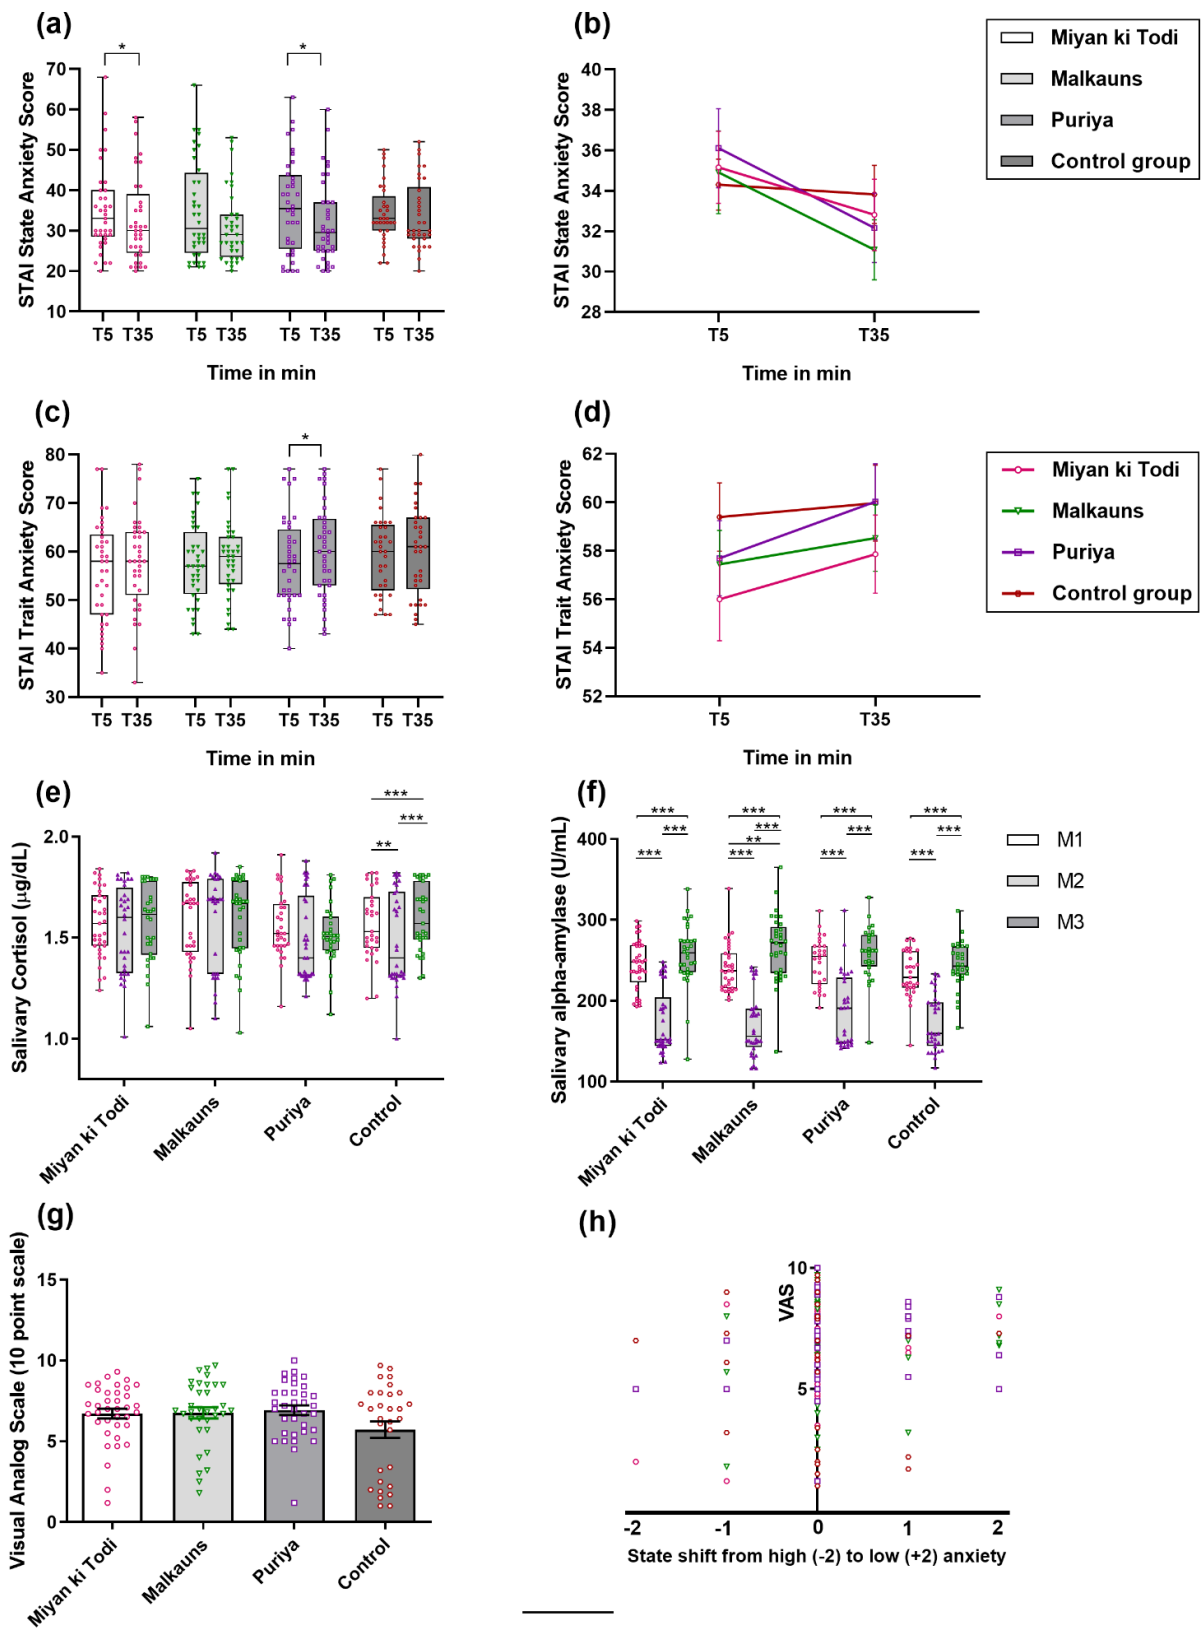 (a)
* *
STAI State Anxiety Score
70
60
50
40
30
20
10
T5 T35 T5 T35 T5 T35 T5 T35
Time in min
(b)
STAI State Anxiety Score
40
38
36
34
32
30
28
T5 T35
Time in min
Miyan ki Todi
Malkauns
Puriya
Control group
(c)
*
STAI Trait Anxiety Score
80
70
60
50
40
30
T5 T35 T5 T35 T5 T35 T5 T35
Time in min
(d)
STAI Trait Anxiety Score
62
60
58
56
54
52
T5 T35
Time in min
Miyan ki Todi
Malkauns
Puriya
Control group
(e)
***
***
**
Salivary Cortisol (μg/dL)
2.0
1.5
1.0
Miyan ki Todi
Malkauns
Puriya
Control
(f)
*** *** *** ***
*** *** *** ***
**
*** *** *** ***
Salivary alpha-amylase (U/mL)
400
300
200
100
Miyan ki Todi
Malkauns
Puriya
Control
M1
M2
M3
(g)
Visual Analog Scale (10 point scale)
15
10
5
0
Miyan ki Todi
Malkauns
Puriya
Control
(h)
VAS
10
5
-2 -1 0 1 2
State shift from high (-2) to low (+2) anxiety